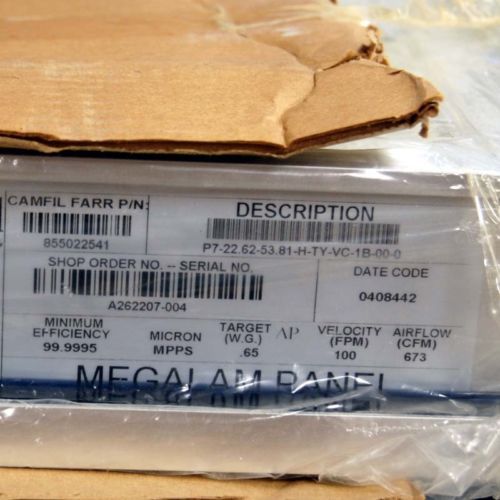 CAMFIL FARR P/N:
855022541
DESCRIPTION
P7-22.62-53.81-H-TY-VC-1B-00-0
SHOP ORDER NO. -- SERIAL NO.
A262207-004
DATE CODE
0408442
MINIMUM EFFICIENCY
99.9995
MICRON
MPPS
TARGET (W.G.)
.65
AP
VELOCITY (FPM)
100
AIRFLOW (CFM)
673
MEGALAM PANEL